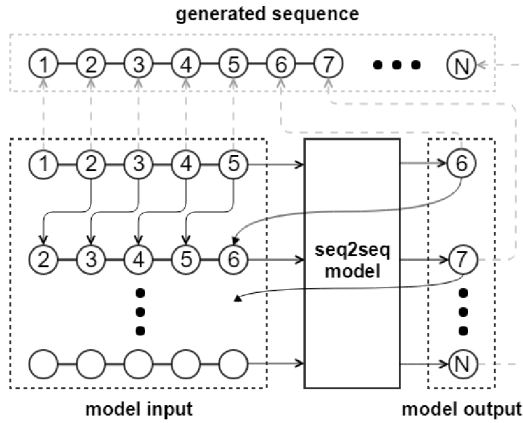 generated sequence
1 2 3 4 5 6 7 N
1 2 3 4 5 6
2 3 4 5 6 7
seq2seq
model
N
model input model output